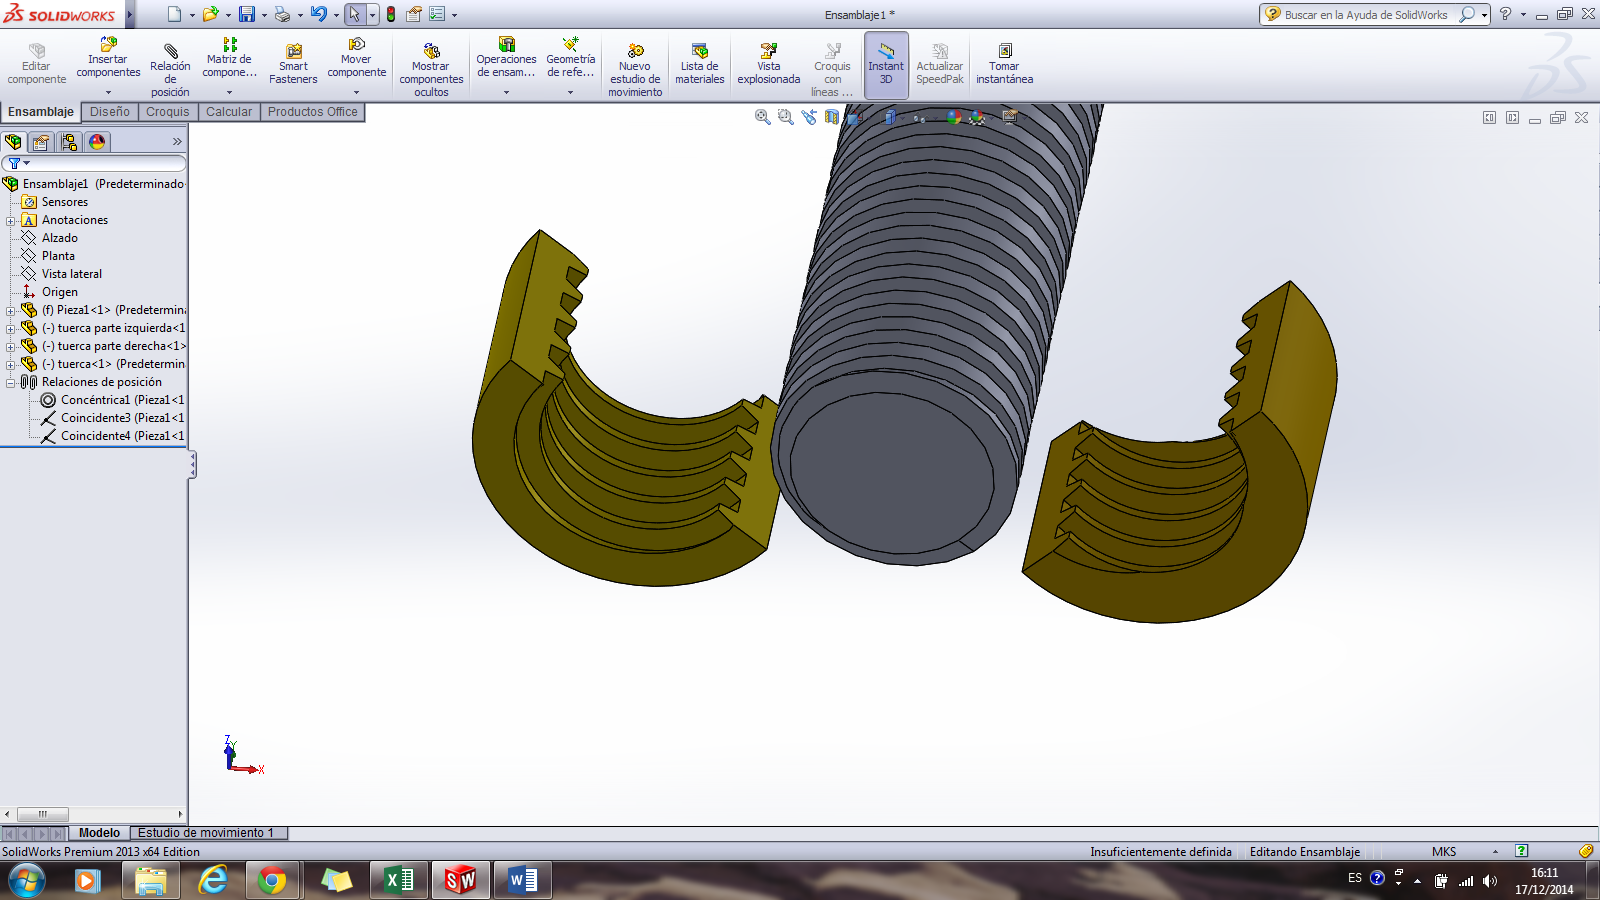 SOLIDWORKS
Ensamblaje1 *
Buscar en la Ayuda de SolidWorks
Editar componente
Insertar componentes
Relación de posición
Matriz de compone...
Smart Fasteners
Mover componente
Mostrar componentes ocultos
Operaciones de ensam...
Geometría de refe...
Nuevo estudio de movimiento
Lista de materiales
Vista explosionada
Croquis con líneas ...
Instant 3D
Actualizar SpeedPak
Tomar instantánea
Ensamblaje
Diseño
Croquis
Calcular
Productos Office
Ensamblaje1 (Predeterminado
Sensores
Anotaciones
Alzado
Planta
Vista lateral
Origen
(f) Pieza1<1> (Predetermina
(-) tuerca parte izquierda<1
(-) tuerca parte derecha<1>
(-) tuerca<1> (Predetermin
Relaciones de posición
Concéntrica1 (Pieza1<1
Coincidente3 (Pieza1<1
Coincidente4 (Pieza1<1
Z
Y
X
Modelo
Estudio de movimiento 1
SolidWorks Premium 2013 x64 Edition
Insuficientemente definida
Editando Ensamblaje
MKS
ES
16:11
17/12/2014